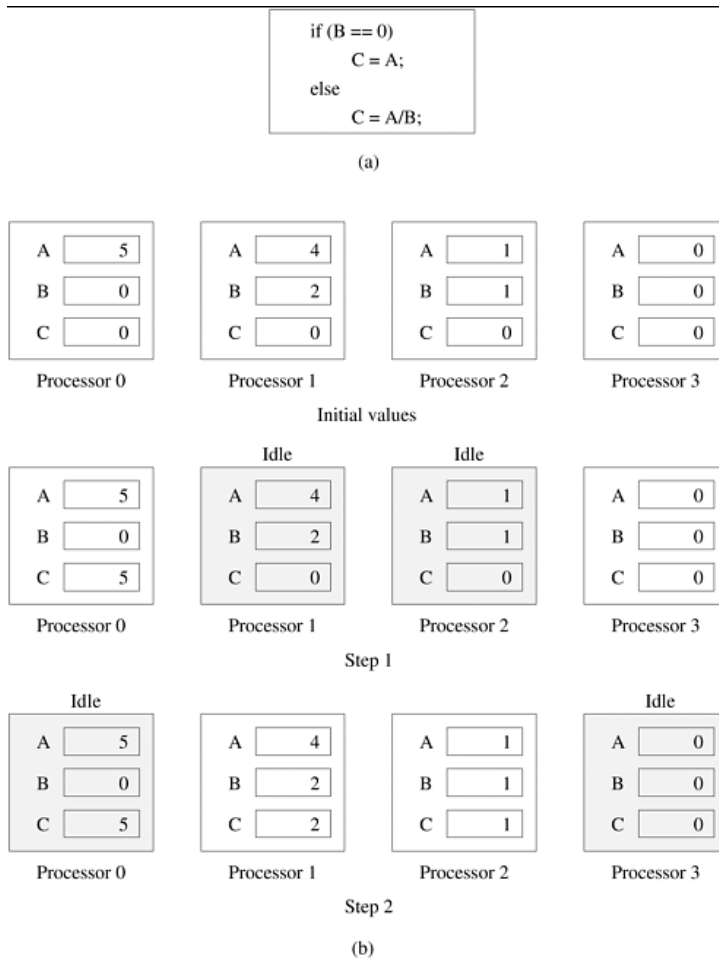 if (B == 0)
C = A;
else
C = A/B;
(a)
A 5 A 4 A 1 A 0
B 0 B 2 B 1 B 0
C 0 C 0 C 0 C 0
Processor 0 Processor 1 Processor 2 Processor 3
Initial values
Idle Idle
A 5 A 4 A 1 A 0
B 0 B 2 B 1 B 0
C 5 C 0 C 0 C 0
Processor 0 Processor 1 Processor 2 Processor 3
Step 1
Idle Idle
A 5 A 4 A 1 A 0
B 0 B 2 B 1 B 0
C 5 C 2 C 1 C 0
Processor 0 Processor 1 Processor 2 Processor 3
Step 2
(b)